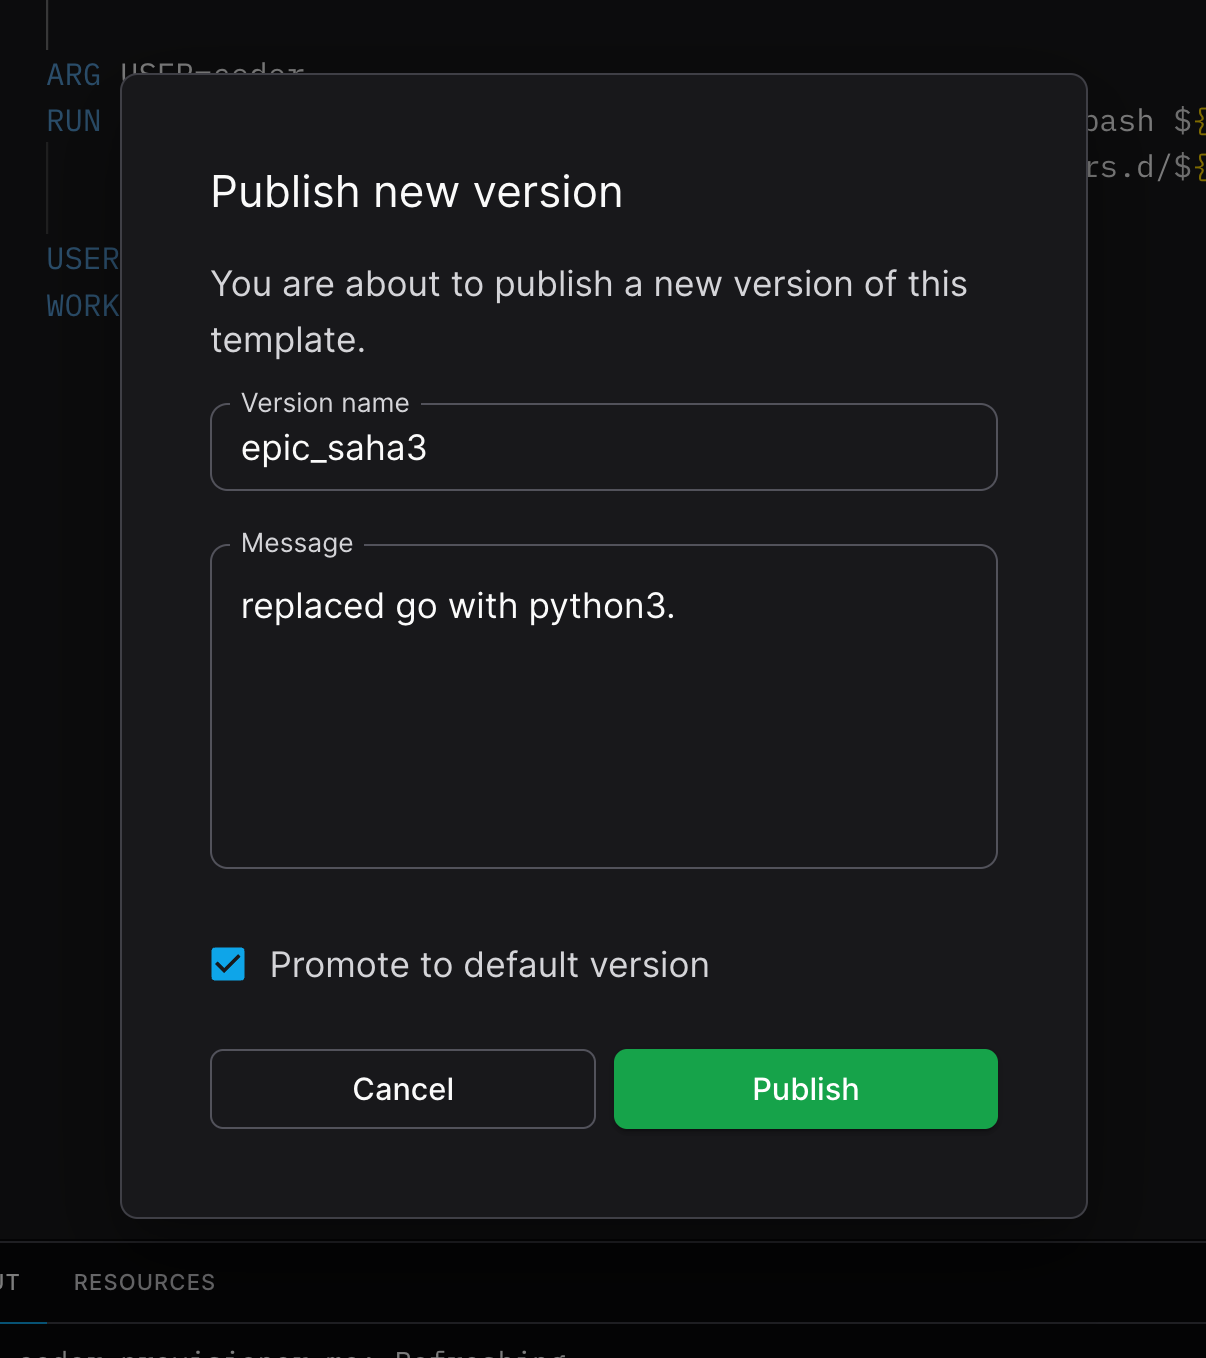 ARG USER=coder
RUN bash ${
rs.d/${
USER
WORK
Publish new version
You are about to publish a new version of this
template.
Version name
epic_saha3
Message
replaced go with python3.
Promote to default version
Cancel Publish
UT RESOURCES
Refreshing